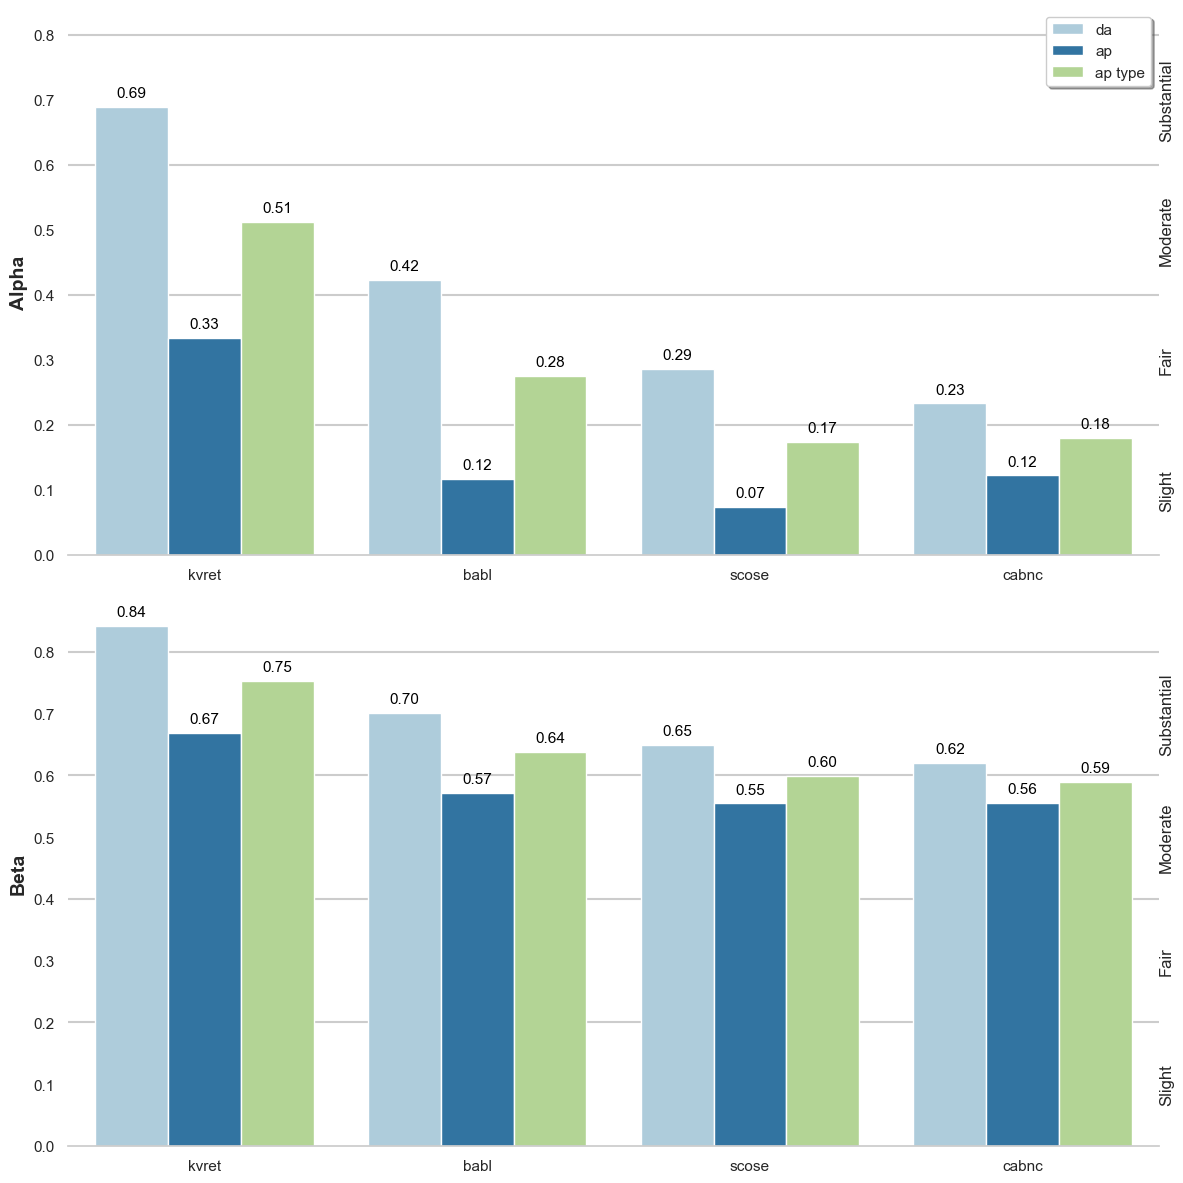 da
ap
ap type
Alpha
0.8
0.7
0.6
0.5
0.4
0.3
0.2
0.1
0.0
0.69
0.33
0.51
0.42
0.12
0.28
0.29
0.07
0.17
0.23
0.12
0.18
Substantial
Moderate
Fair
Slight
kvret
babl
scose
cabnc
Beta
0.8
0.7
0.6
0.5
0.4
0.3
0.2
0.1
0.0
0.84
0.67
0.75
0.70
0.57
0.64
0.65
0.55
0.60
0.62
0.56
0.59
Substantial
Moderate
Fair
Slight
kvret
babl
scose
cabnc